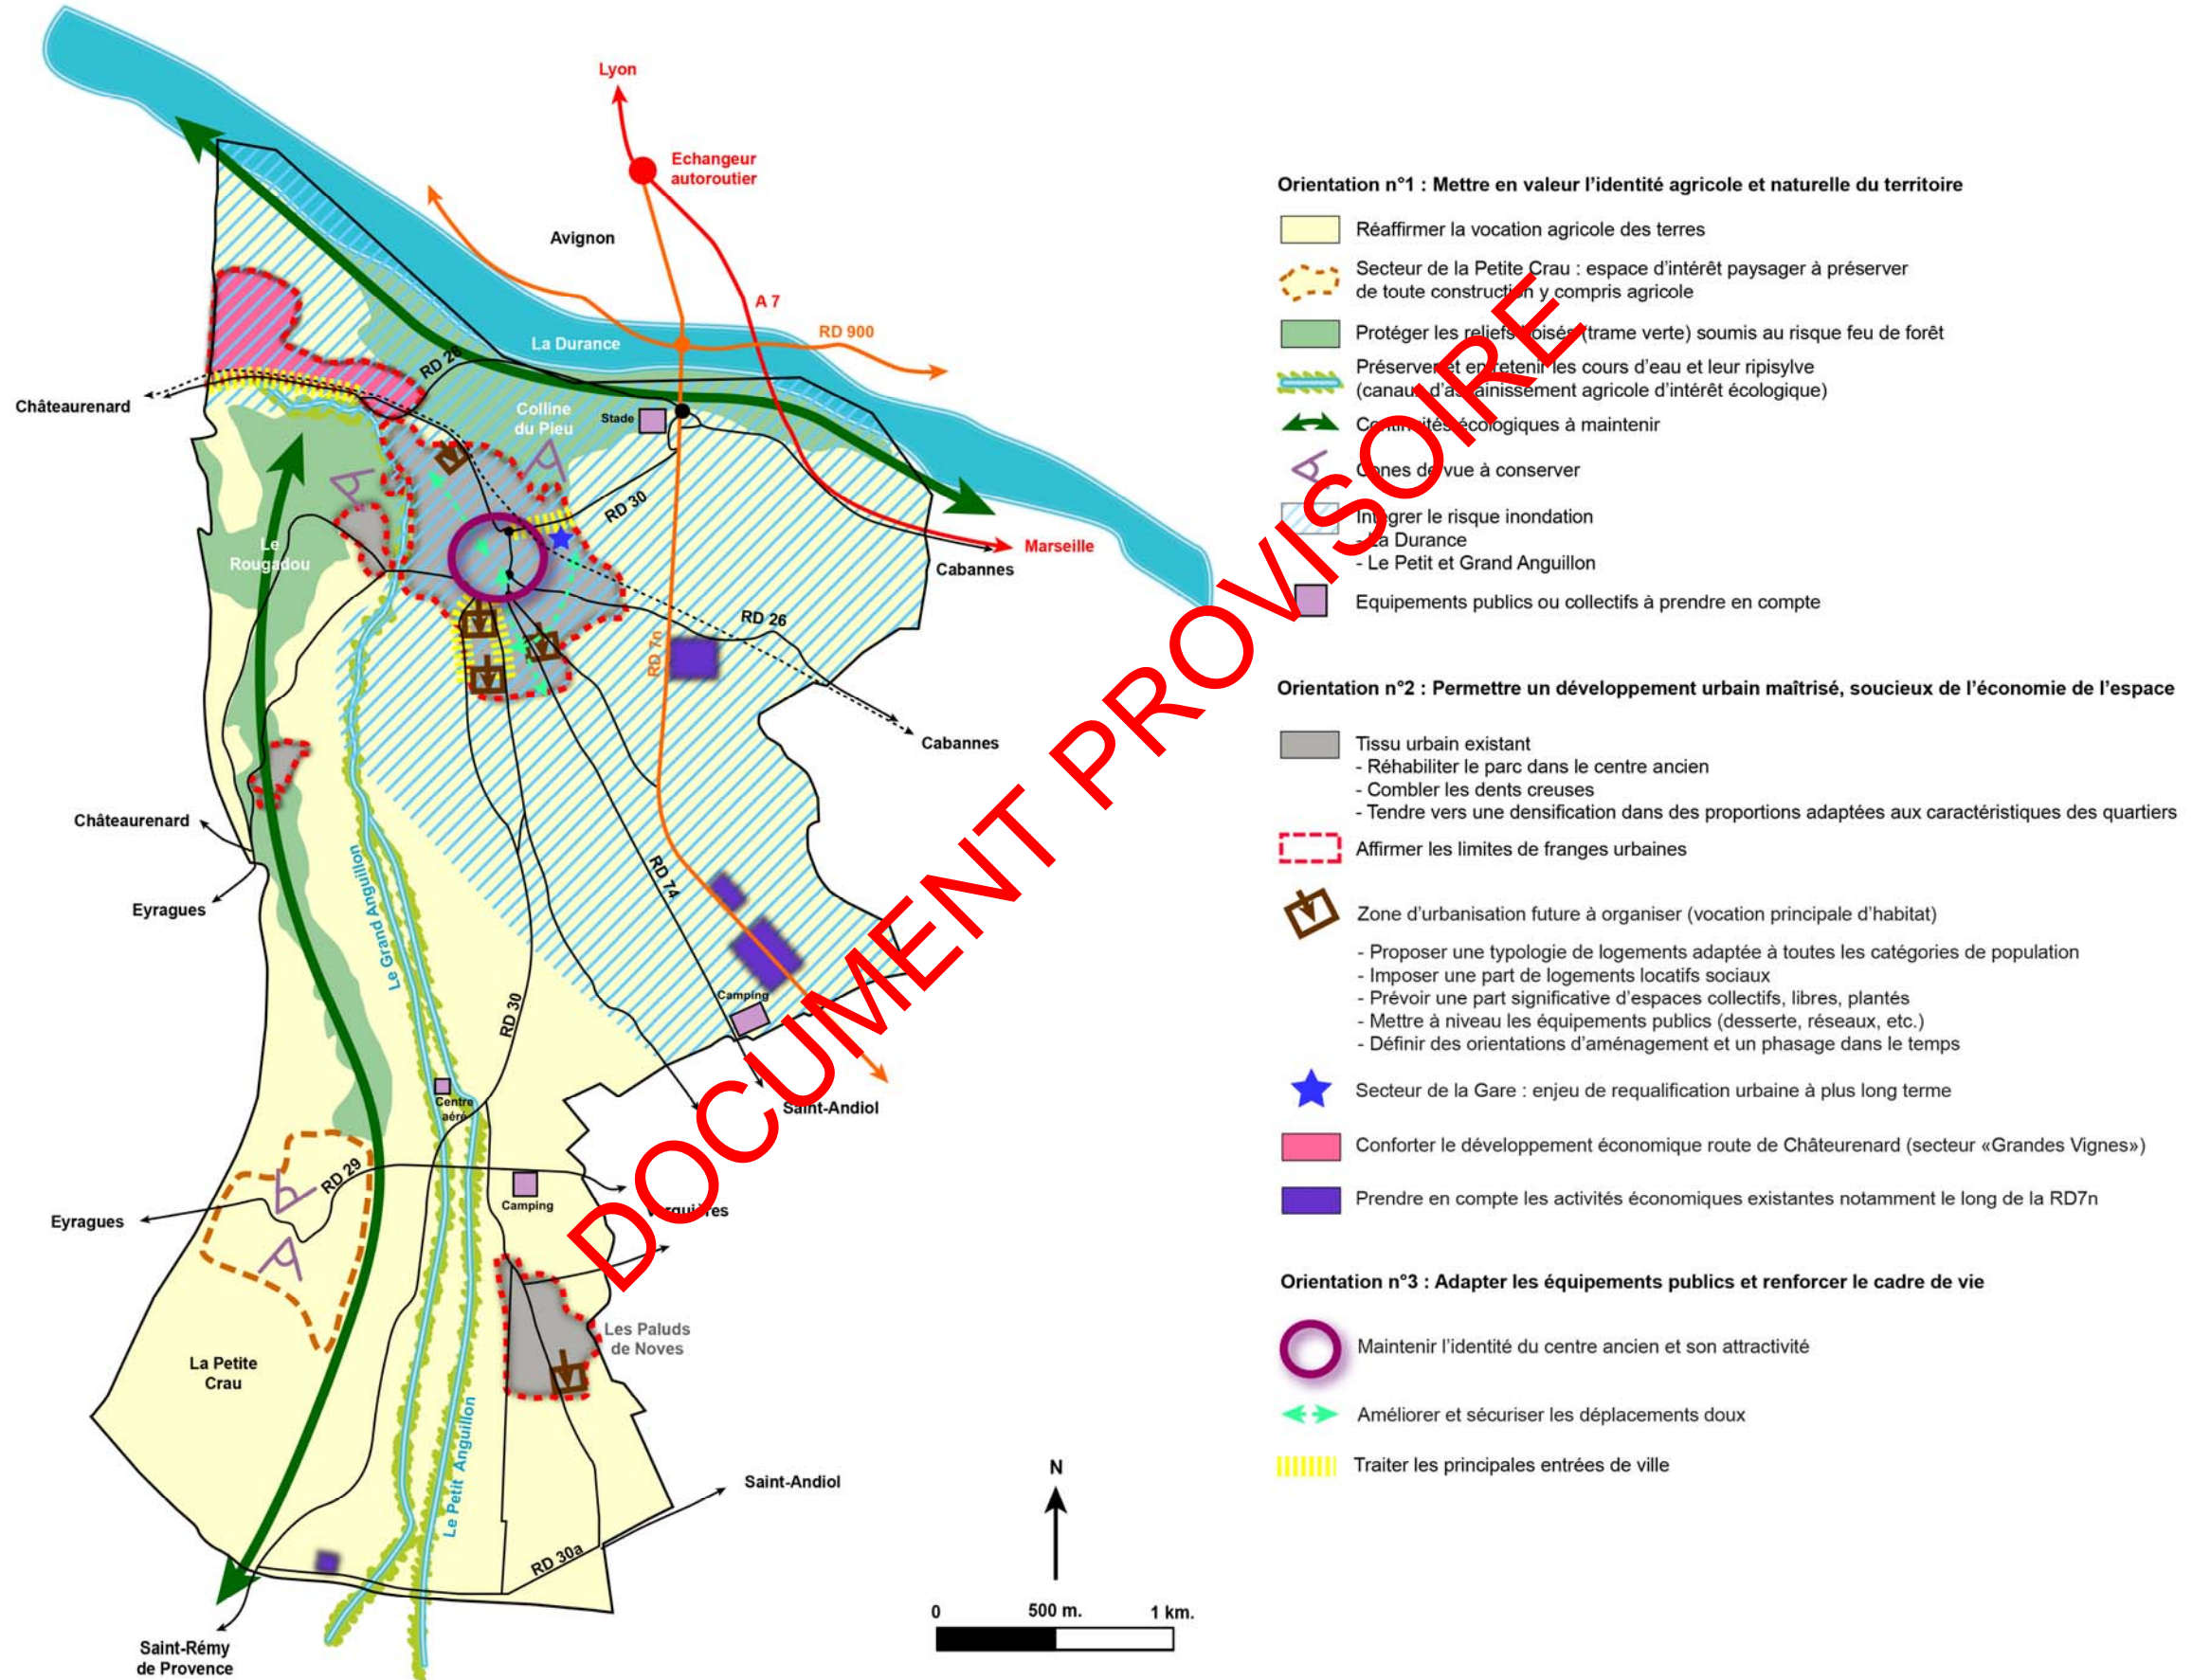 Lyon
Echangeur
autoroutier
Avignon
A 7
RD 900
La Durance
RD 28
Châteaurenard
Colline
du Pieu
Stade
RD 30
Le
Rougadou
Marseille
Cabannes
RD 26
RD 7n
Cabannes
Châteaurenard
Eyragues
Le Grand Anguillon
RD 74
Camping
RD 30
Centre
aéré
Saint-Andiol
RD 29
Camping
Eyragues
Verquières
Les Paluds
de Noves
La Petite
Crau
Le Petit Anguillon
Saint-Andiol
RD 30a
Saint-Rémy
de Provence
N
0 500 m. 1 km.
DOCUMENT PROVISOIRE
Orientation n°1 : Mettre en valeur l'identité agricole et naturelle du territoire
Réaffirmer la vocation agricole des terres
Secteur de la Petite Crau : espace d'intérêt paysager à préserver
de toute construction y compris agricole
Protéger les reliefs boisés (trame verte) soumis au risque feu de forêt
Préserver et entretenir les cours d'eau et leur ripisylve
(canaux d'assainissement agricole d'intérêt écologique)
Continuités écologiques à maintenir
Cones de vue à conserver
Intégrer le risque inondation
- La Durance
- Le Petit et Grand Anguillon
Equipements publics ou collectifs à prendre en compte
Orientation n°2 : Permettre un développement urbain maîtrisé, soucieux de l'économie de l'espace
Tissu urbain existant
- Réhabiliter le parc dans le centre ancien
- Combler les dents creuses
- Tendre vers une densification dans des proportions adaptées aux caractéristiques des quartiers
Affirmer les limites de franges urbaines
Zone d'urbanisation future à organiser (vocation principale d'habitat)
- Proposer une typologie de logements adaptée à toutes les catégories de population
- Imposer une part de logements locatifs sociaux
- Prévoir une part significative d'espaces collectifs, libres, plantés
- Mettre à niveau les équipements publics (desserte, réseaux, etc.)
- Définir des orientations d'aménagement et un phasage dans le temps
Secteur de la Gare : enjeu de requalification urbaine à plus long terme
Conforter le développement économique route de Châteurenard (secteur «Grandes Vignes»)
Prendre en compte les activités économiques existantes notamment le long de la RD7n
Orientation n°3 : Adapter les équipements publics et renforcer le cadre de vie
Maintenir l'identité du centre ancien et son attractivité
Améliorer et sécuriser les déplacements doux
Traiter les principales entrées de ville